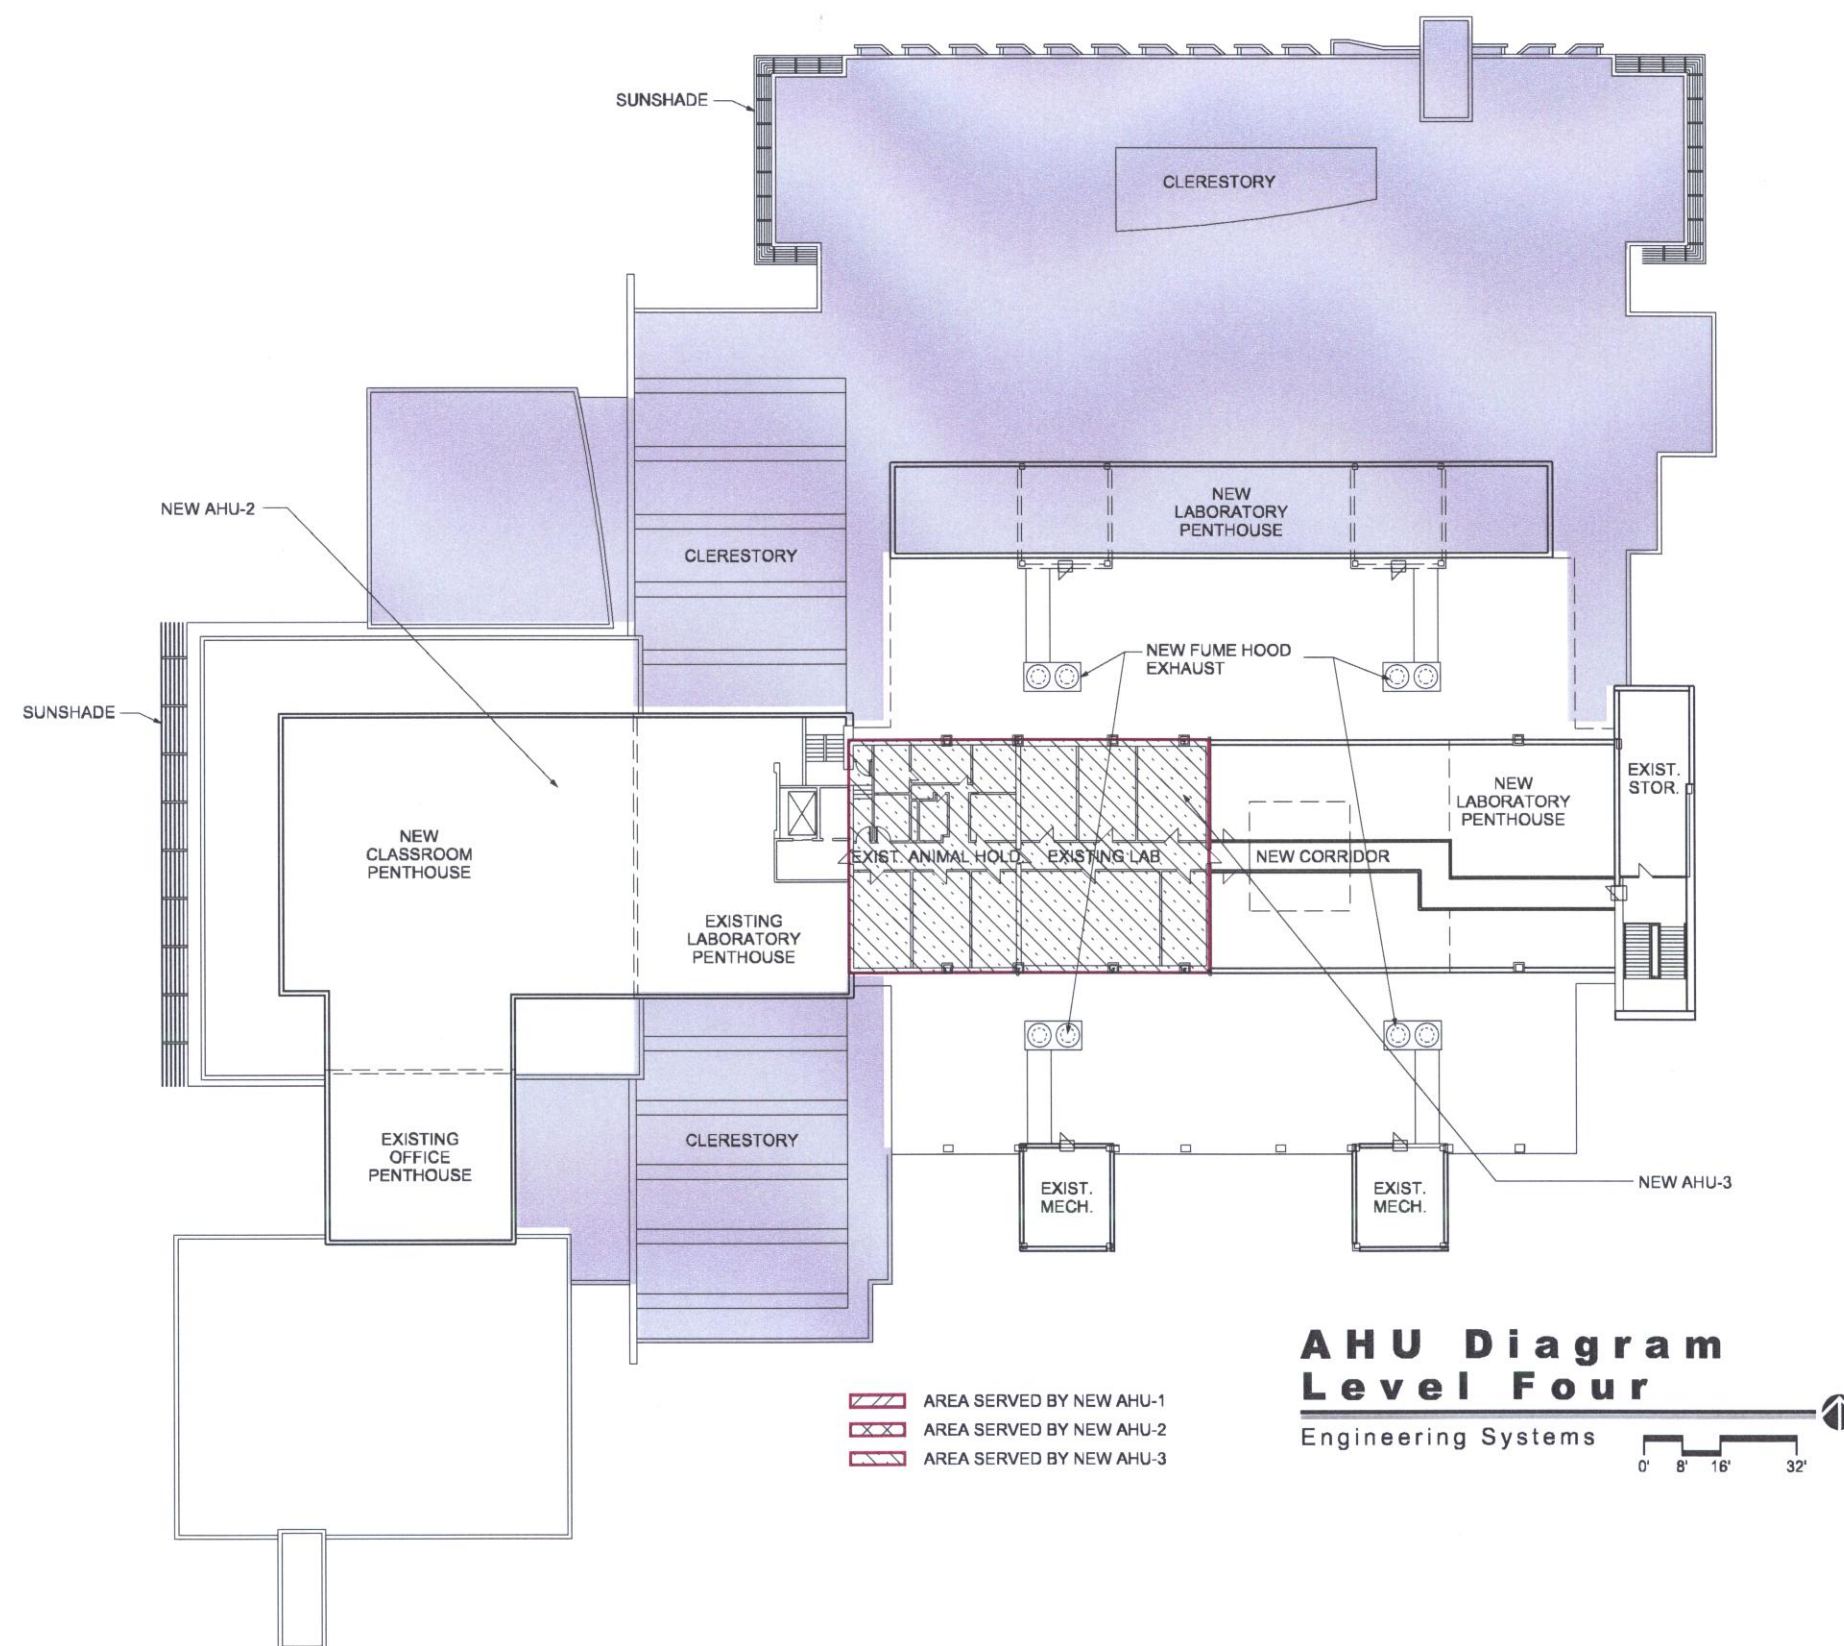 SUNSHADE
CLERESTORY
NEW
LABORATORY
PENTHOUSE
NEW AHU-2
CLERESTORY
NEW FUME HOOD
EXHAUST
SUNSHADE
EXIST.
STOR.
NEW
LABORATORY
PENTHOUSE
NEW
CLASSROOM
PENTHOUSE
EXIST. ANIMAL HOLD
EXISTING LAB
NEW CORRIDOR
EXISTING
LABORATORY
PENTHOUSE
CLERESTORY
EXISTING
OFFICE
PENTHOUSE
EXIST.
MECH.
EXIST.
MECH.
NEW AHU-3
AHU Diagram
Level Four
Engineering Systems
0' 8' 16' 32'
AREA SERVED BY NEW AHU-1
AREA SERVED BY NEW AHU-2
AREA SERVED BY NEW AHU-3